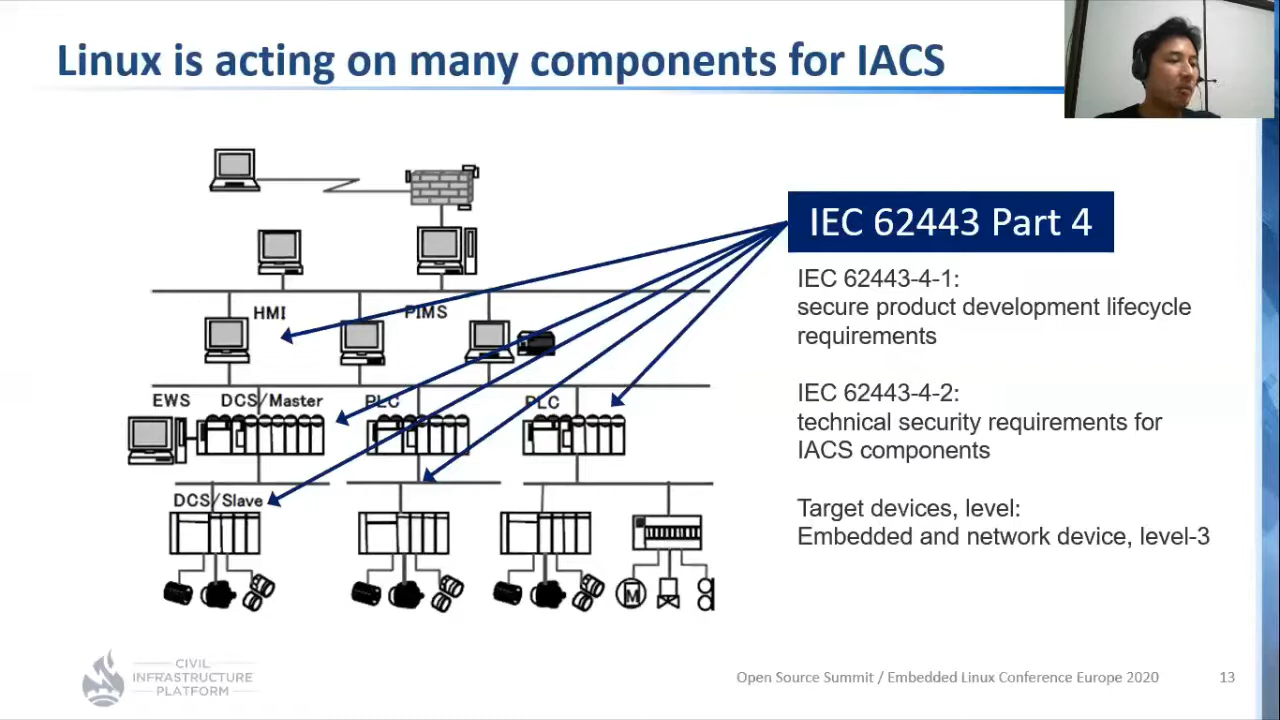 Linux is acting on many components for IACS
IEC 62443 Part 4
IEC 62443-4-1:
secure product development lifecycle
requirements
IEC 62443-4-2:
technical security requirements for
IACS components
Target devices, level:
Embedded and network device, level-3
HMI
PIMS
EWS
DCS/Master
PLC
PLC
DCS/Slave
M
CIVIL
INFRASTRUCTURE
PLATFORM
Open Source Summit / Embedded Linux Conference Europe 2020
13